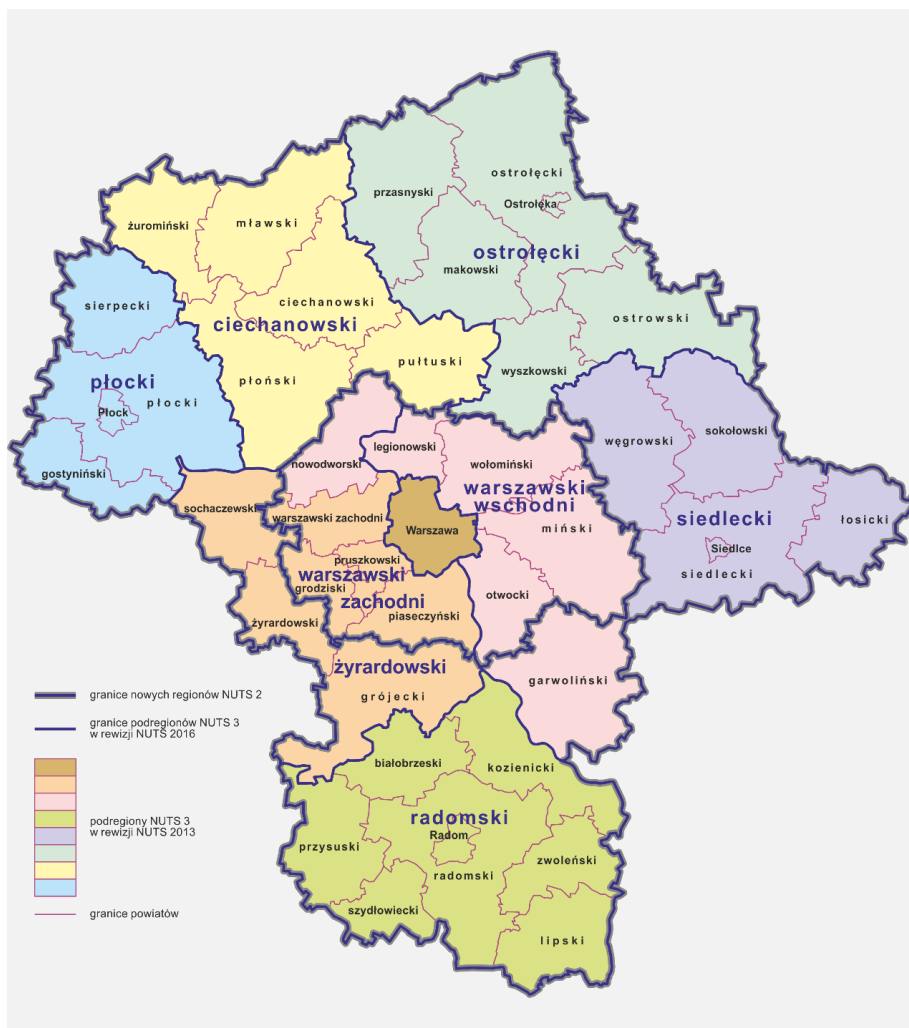 ostrołęcki
Ostrołęka
przasnyski
mławski
żuromiński
ostrołęcki
makowski
ciechanowski
sierpecki
ciechanowski
ostrowski
pułtuski
wyszkowski
płoński
płocki
płocki
Płock
sokołowski
węgrowski
legionowski
nowodworski
wołomiński
gostyniński
warszawski
wschodni
sochaczewski
warszawski zachodni
Warszawa
miński
siedlecki
łosicki
Siedlce
siedlecki
pruszkowski
warszawski
grodziski
zachodni
otwocki
piaseczyński
żyrardowski
żyrardowski
garwoliński
grójecki
białobrzeski
kozienicki
radomski
Radom
przysuski
zwoleński
radomski
szydłowiecki
lipski
granice nowych regionów NUTS 2
granice podregionów NUTS 3
w rewizji NUTS 2016
podregiony NUTS 3
w rewizji NUTS 2013
granice powiatów